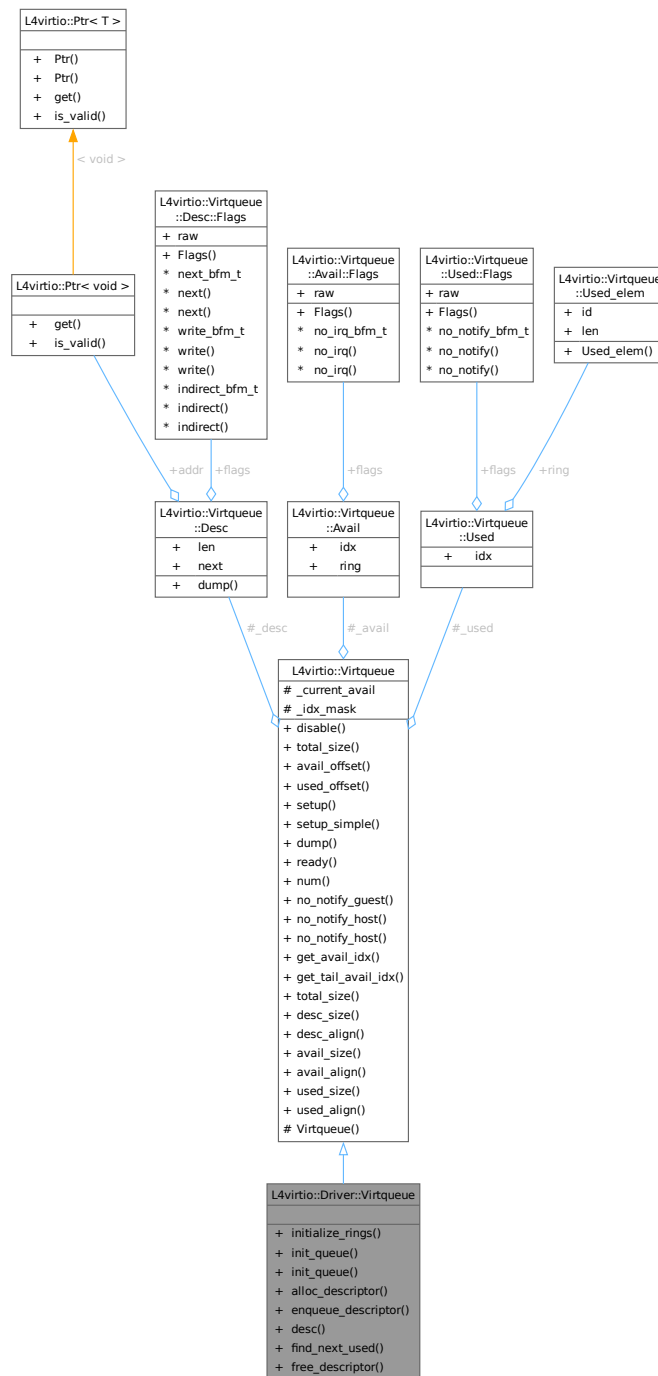 L4virtio::Ptr< T >
+ Ptr()
+ Ptr()
+ get()
+ is_valid()
< void >
L4virtio::Ptr< void >
+ get()
+ is_valid()
L4virtio::Virtqueue
::Desc::Flags
+ raw
+ Flags()
* next_bfm_t
* next()
* next()
* write_bfm_t
* write()
* write()
* indirect_bfm_t
* indirect()
* indirect()
L4virtio::Virtqueue
::Avail::Flags
+ raw
+ Flags()
* no_irq_bfm_t
* no_irq()
* no_irq()
L4virtio::Virtqueue
::Used::Flags
+ raw
+ Flags()
* no_notify_bfm_t
* no_notify()
* no_notify()
L4virtio::Virtqueue
::Used_elem
+ id
+ len
+ Used_elem()
+addr
+flags
+flags
+flags
+ring
L4virtio::Virtqueue
::Desc
+ len
+ next
+ dump()
L4virtio::Virtqueue
::Avail
+ idx
+ ring
L4virtio::Virtqueue
::Used
+ idx
#_desc
#_avail
#_used
L4virtio::Virtqueue
# _current_avail
# _idx_mask
+ disable()
+ total_size()
+ avail_offset()
+ used_offset()
+ setup()
+ setup_simple()
+ dump()
+ ready()
+ num()
+ no_notify_guest()
+ no_notify_host()
+ no_notify_host()
+ get_avail_idx()
+ get_tail_avail_idx()
+ total_size()
+ desc_size()
+ desc_align()
+ avail_size()
+ avail_align()
+ used_size()
+ used_align()
# Virtqueue()
L4virtio::Driver::Virtqueue
+ initialize_rings()
+ init_queue()
+ init_queue()
+ alloc_descriptor()
+ enqueue_descriptor()
+ desc()
+ find_next_used()
+ free_descriptor()